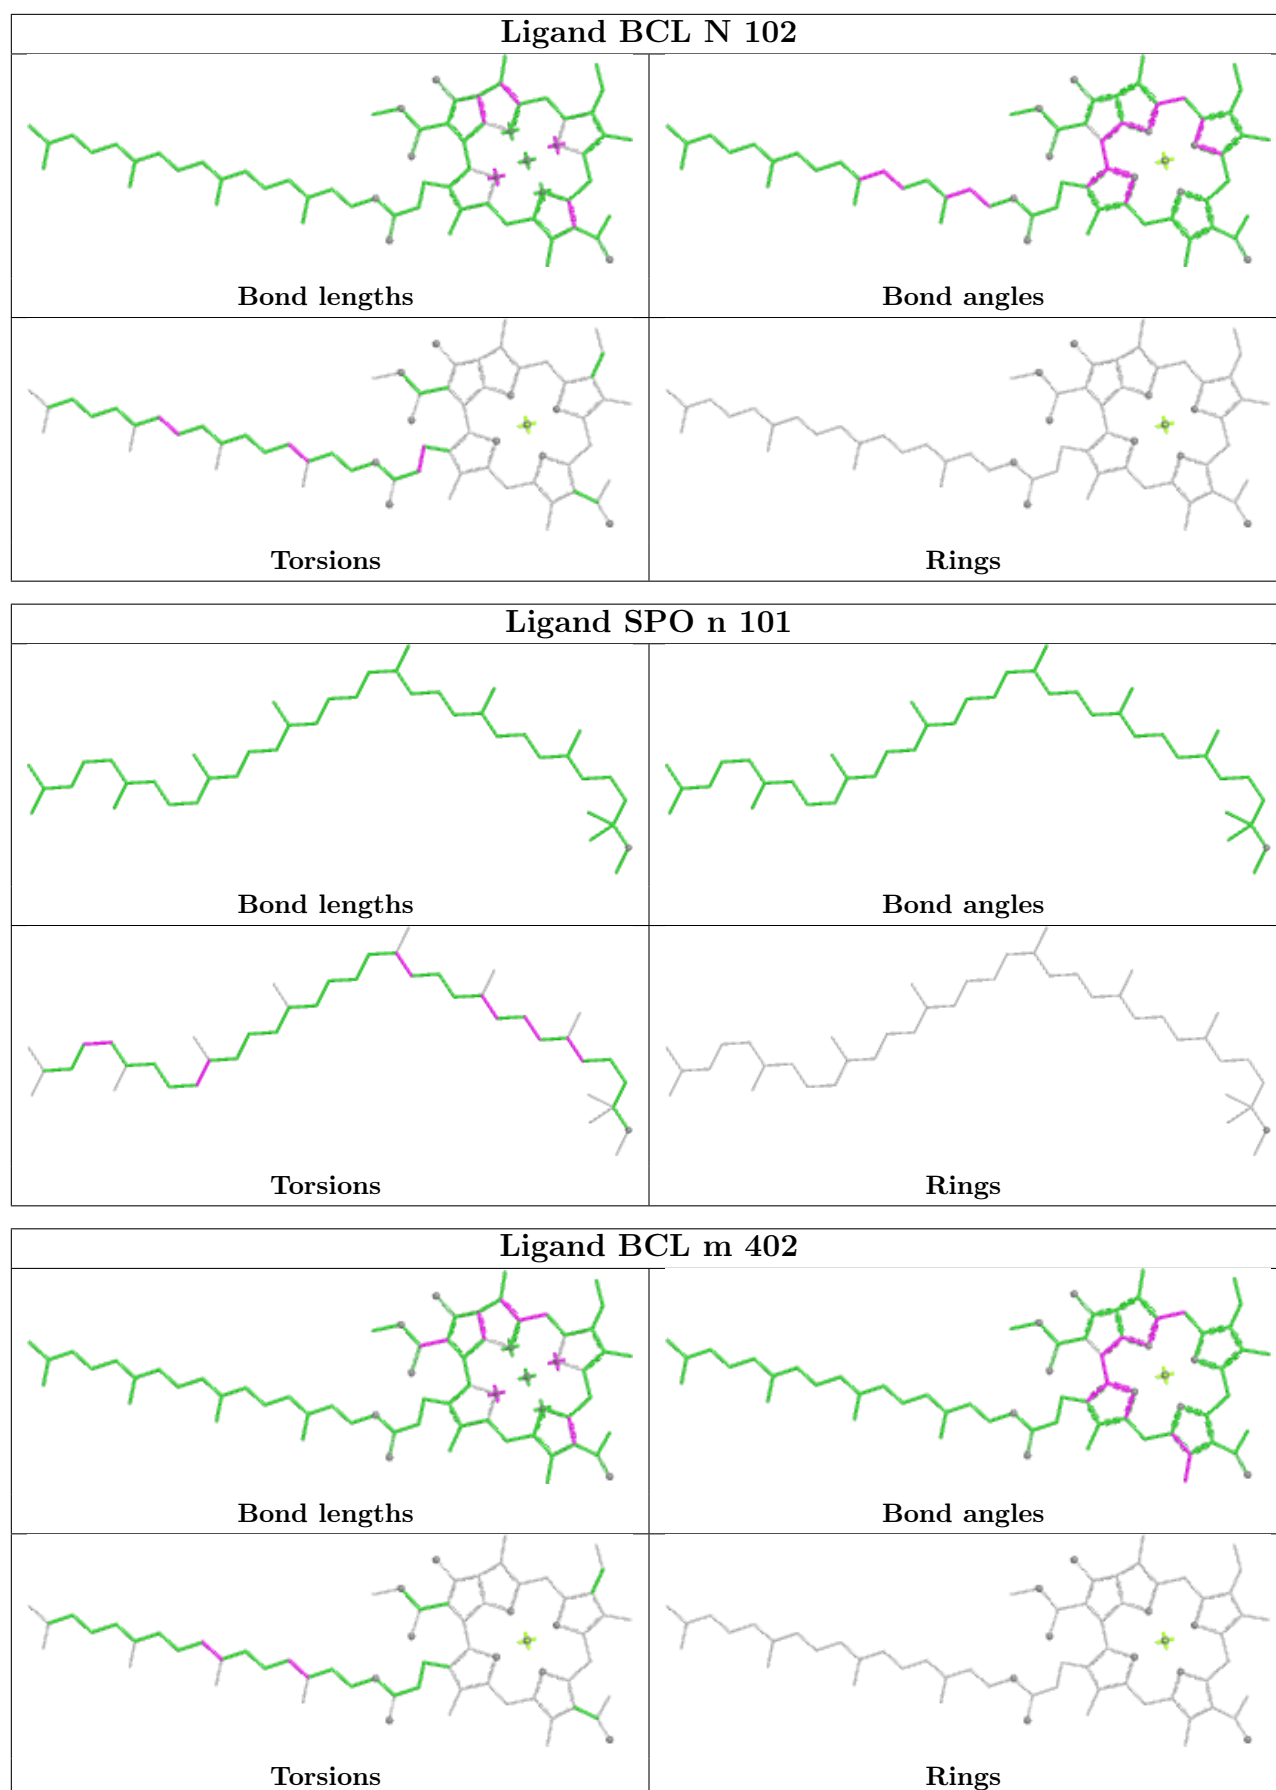 Ligand BCL N 102
Bond lengths
Bond angles
Torsions
Rings
Ligand SPO n 101
Bond lengths
Bond angles
Torsions
Rings
Ligand BCL m 402
Bond lengths
Bond angles
Torsions
Rings